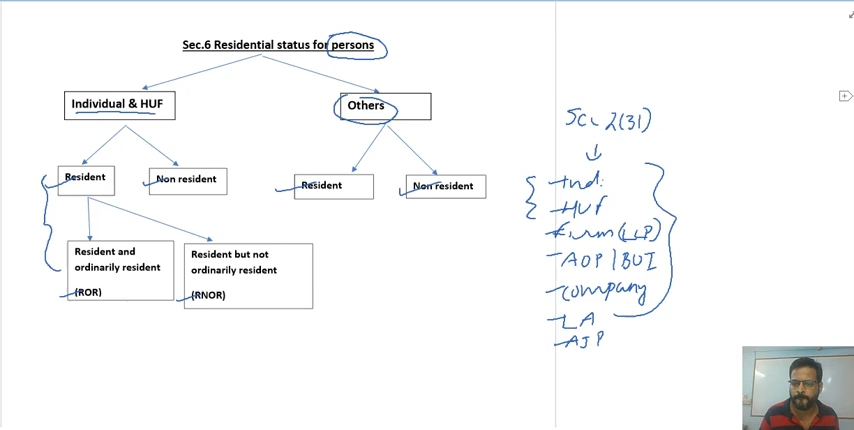 Sec.6 Residential status for persons
Individual & HUF
Others
Resident
Non resident
Resident
Non resident
Resident and
ordinarily resident
(ROR)
Resident but not
ordinarily resident
(RNOR)
Sec 2(31)
Ind.
HUF
Firm (LLP)
AOP | BOI
Company
LA
AJP